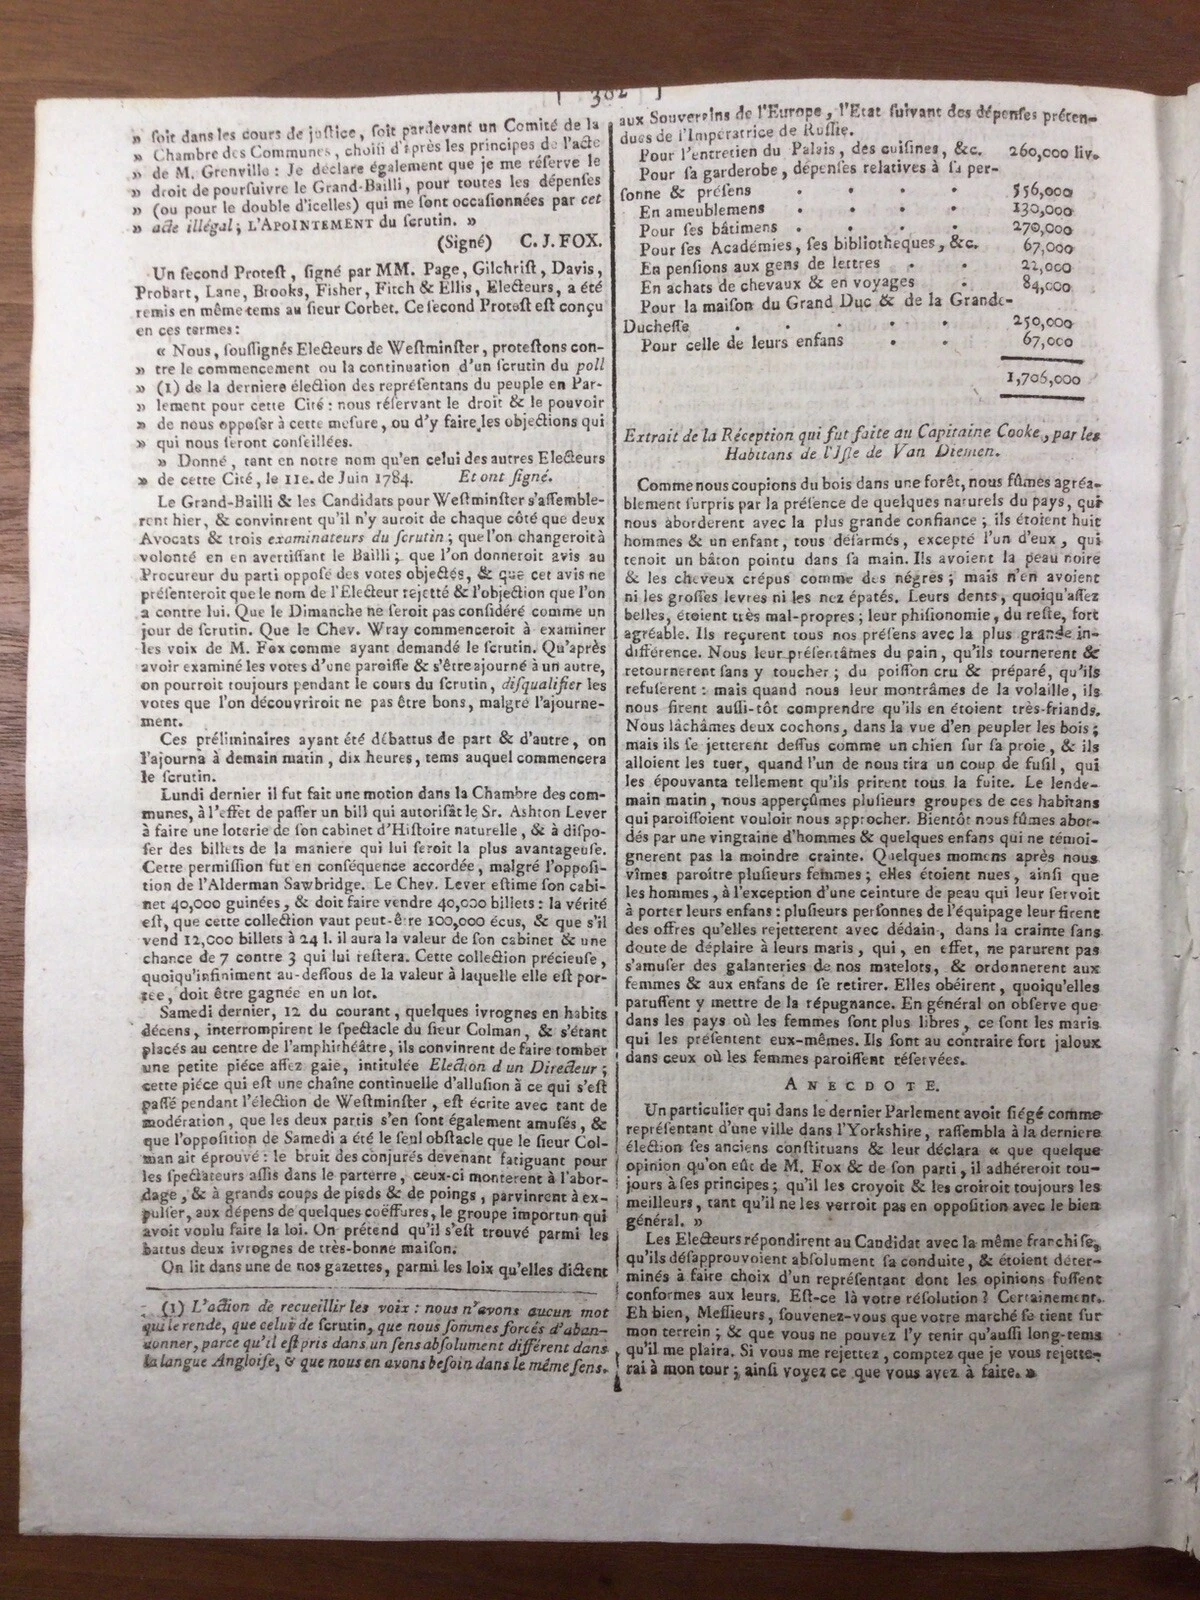 [ 382 ]
» ſoit dans les cours de juſtice, ſoit pardevant un Comité de la
» Chambre des Communes, choiſi d'après les principes de l'acte
» de M. Grenville : Je déclare également que je me réſerve le
» droit de pourſuivre le Grand-Bailli, pour toutes les dépenſes
» (ou pour le double d'icelles) qui me ſont occaſionnées par cet
» acte illégal ; L'APOINTEMENT du ſcrutin. »
(Signé) C. J. FOX.
Un ſecond Proteſt, ſigné par MM. Page, Gilchriſt, Davis,
Probart, Lane, Brooks, Fisher, Fitch & Ellis, Electeurs, a été
remis en même tems au ſieur Corbet. Ce ſecond Proteſt eſt conçu
en ces termes :
« Nous, ſouſſignés Electeurs de Weſtminſter, proteſtons con-
» tre le commencement ou la continuation d'un ſcrutin du poll
» (1) de la derniere élection des repréſentans du peuple en Par-
» lement pour cette Cité : nous réſervant le droit & le pouvoir
» de nous oppoſer à cette meſure, ou d'y faire les objections qui
» qui nous ſeront conſeillées.
» Donné, tant en notre nom qu'en celui des autres Electeurs
» de cette Cité, le 11e. de Juin 1784. Et ont ſigné.
Le Grand-Bailli & les Candidats pour Weſtminſter s'aſſemble-
rent hier, & convinrent qu'il n'y auroit de chaque côté que deux
Avocats & trois examinateurs du ſcrutin ; que l'on changeroit à
volonté en en avertiſſant le Bailli ; que l'on donneroit avis au
Procureur du parti oppoſé des votes objectés, & que cet avis ne
préſenteroit que le nom de l'Electeur rejetté & l'objection que l'on
a contre lui. Que le Dimanche ne ſeroit pas conſidéré comme un
jour de ſcrutin. Que le Chev. Wray commenceroit à examiner
les voix de M. Fox comme ayant demandé le ſcrutin. Qu'après
avoir examiné les votes d'une paroiſſe & s'être ajourné à un autre,
on pourroit toujours pendant le cours du ſcrutin, diſqualifier les
votes que l'on découvriroit ne pas être bons, malgré l'ajourne-
ment.
Ces préliminaires ayant été débattus de part & d'autre, on
l'ajourna à demain matin, dix heures, tems auquel commencera
le ſcrutin.
Lundi dernier il fut fait une motion dans la Chambre des com-
munes, à l'effet de paſſer un bill qui autoriſât le Sr. Ashton Lever
à faire une loterie de ſon cabinet d'Hiſtoire naturelle, & à diſpo-
ſer des billets de la maniere qui lui ſeroit la plus avantageuſe.
Cette permiſſion fut en conſéquence accordée, malgré l'oppoſi-
tion de l'Alderman Sawbridge. Le Chev. Lever eſtime ſon cabi-
net 40,000 guinées, & doit faire vendre 40,000 billets : la vérité
eſt, que cette collection vaut peut-être 100,000 écus, & que s'il
vend 12,000 billets à 24 l. il aura la valeur de ſon cabinet & une
chance de 7 contre 3 qui lui reſtera. Cette collection précieuſe,
quoiqu'infiniment au-deſſous de la valeur à laquelle elle eſt por-
tée, doit être gagnée en un lot.
Samedi dernier, 12 du courant, quelques ivrognes en habits
décens, interrompirent le ſpectacle du ſieur Colman, & s'étant
placés au centre de l'amphithéâtre, ils convinrent de faire tomber
une petite piéce aſſez gaie, intitulée Election d'un Directeur ;
cette piéce qui eſt une chaîne continuelle d'alluſion à ce qui s'eſt
paſſé pendant l'élection de Weſtminſter, eſt écrite avec tant de
modération, que les deux partis s'en ſont également amuſés, &
que l'oppoſition de Samedi a été le ſeul obſtacle que le ſieur Col-
man ait éprouvé : le bruit des conjurés devenant fatiguant pour
les ſpectateurs aſſis dans le parterre, ceux-ci monterent à l'abor-
dage, & à grands coups de pieds & de poings, parvinrent à ex-
pulſer, aux dépens de quelques coëffures, le groupe importun qui
avoit voulu faire la loi. On prétend qu'il s'eſt trouvé parmi les
battus deux ivrognes de très-bonne maiſon.
On lit dans une de nos gazettes, parmi les loix qu'elles dictent
(1) L'action de recueillir les voix : nous n'avons aucun mot
qui le rende, que celui de ſcrutin, que nous ſommes forcés d'aban-
donner, parce qu'il eſt pris dans un ſens abſolument différent dans
la langue Angloiſe, & que nous en avons beſoin dans le même ſens.
aux Souverains de l'Europe, l'Etat ſuivant des dépenſes préten-
dues de l'Impératrice de Ruſſie.
Pour l'entretien du Palais, des cuiſines, &c. 260,000 liv.
Pour ſa garderobe, dépenſes relatives à ſa per-
ſonne & préſens . . . . 556,000
En ameublemens . . . . 130,000
Pour ſes bâtimens . . . . 270,000
Pour ſes Académies, ſes bibliotheques, &c. 67,000
En penſions aux gens de lettres . . 22,000
En achats de chevaux & en voyages . 84,000
Pour la maiſon du Grand Duc & de la Grande-
Ducheſſe . . . . . 250,000
Pour celle de leurs enfans . . 67,000
1,706,000
Extrait de la Réception qui fut faite au Capitaine Cooke, par les
Habitans de l'Iſle de Van Diemen.
Comme nous coupions du bois dans une forêt, nous fûmes agréa-
blement ſurpris par la préſence de quelques naturels du pays, qui
nous aborderent avec la plus grande confiance ; ils étoient huit
hommes & un enfant, tous déſarmés, excepté l'un d'eux, qui
tenoit un bâton pointu dans ſa main. Ils avoient la peau noire
& les cheveux crépus comme des négres ; mais n'en avoient
ni les groſſes levres ni les nez épatés. Leurs dents, quoiqu'aſſez
belles, étoient très mal-propres ; leur phiſionomie, du reſte, fort
agréable. Ils reçurent tous nos préſens avec la plus grande in-
différence. Nous leur préſentâmes du pain, qu'ils tournerent &
retournerent ſans y toucher ; du poiſſon cru & préparé, qu'ils
refuſerent : mais quand nous leur montrâmes de la volaille, ils
nous firent auſſi-tôt comprendre qu'ils en étoient très-friands.
Nous lâchâmes deux cochons, dans la vue d'en peupler les bois ;
mais ils ſe jetterent deſſus comme un chien ſur ſa proie, & ils
alloient les tuer, quand l'un de nous tira un coup de fuſil, qui
les épouvanta tellement qu'ils prirent tous la fuite. Le lende-
main matin, nous apperçûmes pluſieurs groupes de ces habitans
qui paroiſſoient vouloir nous approcher. Bientôt nous fûmes abor-
dés par une vingtaine d'hommes & quelques enfans qui ne témoi-
gnerent pas la moindre crainte. Quelques momens après nous
vîmes paroître pluſieurs femmes ; elles étoient nues, ainſi que
les hommes, à l'exception d'une ceinture de peau qui leur ſervoit
à porter leurs enfans : pluſieurs perſonnes de l'équipage leur firent
des offres qu'elles rejetterent avec dédain, dans la crainte ſans
doute de déplaire à leurs maris, qui, en effet, ne parurent pas
s'amuſer des galanteries de nos matelots, & ordonnerent aux
femmes & aux enfans de ſe retirer. Elles obéirent, quoiqu'elles
paruſſent y mettre de la répugnance. En général on obſerve que
dans les pays où les femmes ſont plus libres, ce ſont les maris
qui les préſentent eux-mêmes. Ils ſont au contraire fort jaloux
dans ceux où les femmes paroiſſent réſervées.
ANECDOTE.
Un particulier qui dans le dernier Parlement avoit ſiégé comme
repréſentant d'une ville dans l'Yorkshire, raſſembla à la derniere
élection ſes anciens conſtituans & leur déclara « que quelque
opinion qu'on eût de M. Fox & de ſon parti, il adhéreroit tou-
jours à ſes principes ; qu'il les croyoit & les croiroit toujours les
meilleurs, tant qu'il ne les verroit pas en oppoſition avec le bien
général. »
Les Electeurs répondirent au Candidat avec la même franchiſe,
qu'ils déſapprouvoient abſolument ſa conduite, & étoient déter-
minés à faire choix d'un repréſentant dont les opinions fuſſent
conformes aux leurs. Eſt-ce là votre réſolution ? Certainement.
Eh bien, Meſſieurs, ſouvenez-vous que votre marché ſe tient ſur
mon terrein ; & que vous ne pouvez l'y tenir qu'auſſi long-tems
qu'il me plaira. Si vous me rejettez, comptez que je vous rejette-
rai à mon tour ; ainſi voyez ce que vous avez à faire. »